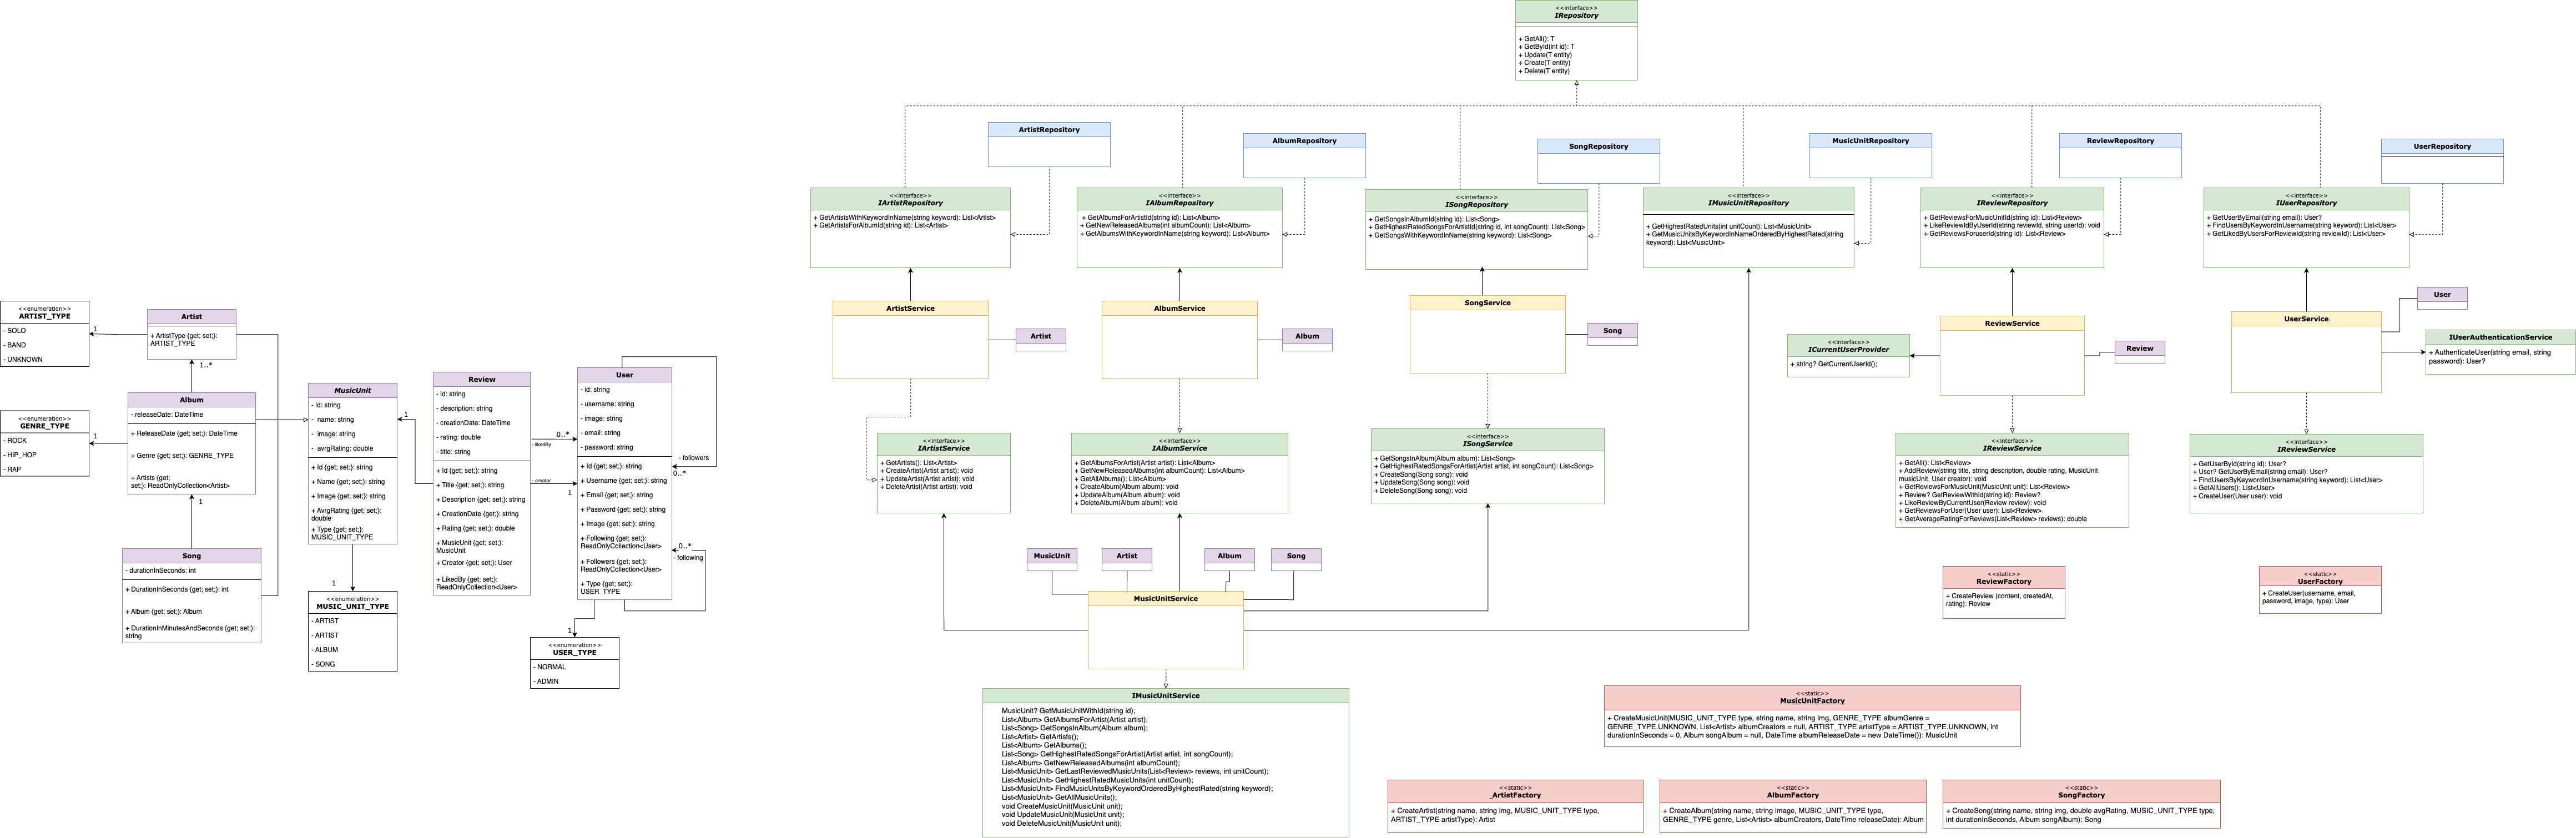 <<interface>>
IRepository
+ GetAll(): T
+ GetById(int id): T
+ Update(T entity)
+ Create(T entity)
+ Delete(T entity)
ArtistRepository
AlbumRepository
SongRepository
MusicUnitRepository
ReviewRepository
UserRepository
<<interface>>
IArtistRepository
+ GetArtistsWithKeywordInName(string keyword): List<Artist>
+ GetArtistsForAlbumId(string id): List<Artist>
<<interface>>
IAlbumRepository
+ GetAlbumsForArtistId(string id): List<Album>
+ GetNewReleasedAlbums(int albumCount): List<Album>
+ GetAlbumsWithKeywordInName(string keyword): List<Album>
<<interface>>
ISongRepository
+ GetSongsInAlbumId(string id): List<Song>
+ GetHighestRatedSongsForArtistId(string id, int songCount): List<Song>
+ GetSongsWithKeywordInName(string keyword): List<Song>
<<interface>>
IMusicUnitRepository
+ GetHighestRatedUnits(int unitCount): List<MusicUnit>
+ GetMusicUnitsByKeywordInNameOrderedByHighestRated(string
keyword): List<MusicUnit>
<<interface>>
IReviewRepository
+ GetReviewsForMusicUnitId(string id): List<Review>
+ LikeReviewIdByUserId(string reviewId, string userId): void
+ GetReviewsForuserId(string id): List<Review>
<<interface>>
IUserRepository
+ GetUserByEmail(string email): User?
+ FindUsersByKeywordInUsername(string keyword): List<User>
+ GetLikedByUsersForReviewId(string reviewId): List<User>
ArtistService
Artist
AlbumService
Album
SongService
Song
ReviewService
Review
<<interface>>
ICurrentUserProvider
+ string? GetCurrentUserId();
UserService
User
IUserAuthenticationService
+ AuthenticateUser(string email, string
password): User?
<<enumeration>>
ARTIST_TYPE
- SOLO
- BAND
- UNKNOWN
1
Artist
+ ArtistType {get; set;}:
ARTIST_TYPE
1..*
<<enumeration>>
GENRE_TYPE
- ROCK
- HIP_HOP
- RAP
1
Album
- releaseDate: DateTime
+ ReleaseDate {get; set;}: DateTime
+ Genre {get; set;}: GENRE_TYPE
+ Artists {get;
set;}: ReadOnlyCollection<Artist>
1
Song
- durationInSeconds: int
+ DurationInSeconds {get; set;}: int
+ Album {get; set;}: Album
+ DurationInMinutesAndSeconds {get; set;}:
string
MusicUnit
- id: string
- name: string
- image: string
- avrgRating: double
+ Id {get; set;}: string
+ Name {get; set;}: string
+ Image {get; set;}: string
+ AvrgRating {get; set;}:
double
+ Type {get; set;}:
MUSIC_UNIT_TYPE
1
1
<<enumeration>>
MUSIC_UNIT_TYPE
- ARTIST
- ARTIST
- ALBUM
- SONG
Review
- id: string
- description: string
- creationDate: DateTime
- rating: double
- title: string
+ Id {get; set;}: string
+ Title {get; set;}: string
+ Description {get; set;}: string
+ CreationDate {get; set;}: string
+ Rating {get; set;}: double
+ MusicUnit {get; set;}:
MusicUnit
+ Creator {get; set;}: User
+ LikedBy {get; set;}:
ReadOnlyCollection<User>
0..*
- likedBy
- creator
1
User
- id: string
- username: string
- image: string
- email: string
- password: string
+ Id {get; set;}: string
+ Username {get; set;}: string
+ Email {get; set;}: string
+ Password {get; set;}: string
+ Image {get; set;}: string
+ Following {get; set;}:
ReadOnlyCollection<User>
+ Followers {get; set;}:
ReadOnlyCollection<User>
+ Type {get; set;}:
USER_TYPE
- followers
0..*
0..*
- following
1
<<enumeration>>
USER_TYPE
- NORMAL
- ADMIN
<<interface>>
IArtistService
+ GetArtists(): List<Artist>
+ CreateArtist(Artist artist): void
+ UpdateArtist(Artist artist): void
+ DeleteArtist(Artist artist): void
<<interface>>
IAlbumService
+ GetAlbumsForArtist(Artist artist): List<Album>
+ GetNewReleasedAlbums(int albumCount): List<Album>
+ GetAllAlbums(): List<Album>
+ CreateAlbum(Album album): void
+ UpdateAlbum(Album album): void
+ DeleteAlbum(Album album): void
<<interface>>
ISongService
+ GetSongsInAlbum(Album album): List<Song>
+ GetHighestRatedSongsForArtist(Artist artist, int songCount): List<Song>
+ CreateSong(Song song): void
+ UpdateSong(Song song): void
+ DeleteSong(Song song): void
<<interface>>
IReviewService
+ GetAll(): List<Review>
+ AddReview(string title, string description, double rating, MusicUnit
musicUnit, User creator): void
+ GetReviewsForMusicUnit(MusicUnit unit): List<Review>
+ Review? GetReviewWithId(string id): Review?
+ LikeReviewByCurrentUser(Review review): void
+ GetReviewsForUser(User user): List<Review>
+ GetAverageRatingForReviews(List<Review> reviews): double
<<interface>>
IReviewService
+ GetUserById(string id): User?
+ User? GetUserByEmail(string email): User?
+ FindUsersByKeywordInUsername(string keyword): List<User>
+ GetAllUsers(): List<User>
+ CreateUser(User user): void
MusicUnit
Artist
Album
Song
MusicUnitService
IMusicUnitService
MusicUnit? GetMusicUnitWithId(string id);
List<Album> GetAlbumsForArtist(Artist artist);
List<Song> GetSongsInAlbum(Album album);
List<Artist> GetArtists();
List<Album> GetAlbums();
List<Song> GetHighestRatedSongsForArtist(Artist artist, int songCount);
List<Album> GetNewReleasedAlbums(int albumCount);
List<MusicUnit> GetLastReviewedMusicUnits(List<Review> reviews, int unitCount);
List<MusicUnit> GetHighestRatedMusicUnits(int unitCount);
List<MusicUnit> FindMusicUnitsByKeywordOrderedByHighestRated(string keyword);
List<MusicUnit> GetAllMusicUnits();
void CreateMusicUnit(MusicUnit unit);
void UpdateMusicUnit(MusicUnit unit);
void DeleteMusicUnit(MusicUnit unit);
<<static>>
ReviewFactory
+ CreateReview (content, createdAt,
rating): Review
<<static>>
UserFactory
+ CreateUser(username, email,
password, image, type): User
<<static>>
MusicUnitFactory
+ CreateMusicUnit(MUSIC_UNIT_TYPE type, string name, string img, GENRE_TYPE albumGenre =
GENRE_TYPE.UNKNOWN, List<Artist> albumCreators = null, ARTIST_TYPE artistType = ARTIST_TYPE.UNKNOWN, int
durationInSeconds = 0, Album songAlbum = null, DateTime albumReleaseDate = new DateTime()): MusicUnit
<<static>>
ArtistFactory
+ CreateArtist(string name, string img, MUSIC_UNIT_TYPE type,
ARTIST_TYPE artistType): Artist
<<static>>
AlbumFactory
+ CreateAlbum(string name, string image, MUSIC_UNIT_TYPE type,
GENRE_TYPE genre, List<Artist> albumCreators, DateTime releaseDate): Album
<<static>>
SongFactory
+ CreateSong(string name, string img, double avgRating, MUSIC_UNIT_TYPE type,
int durationInSeconds, Album songAlbum): Song